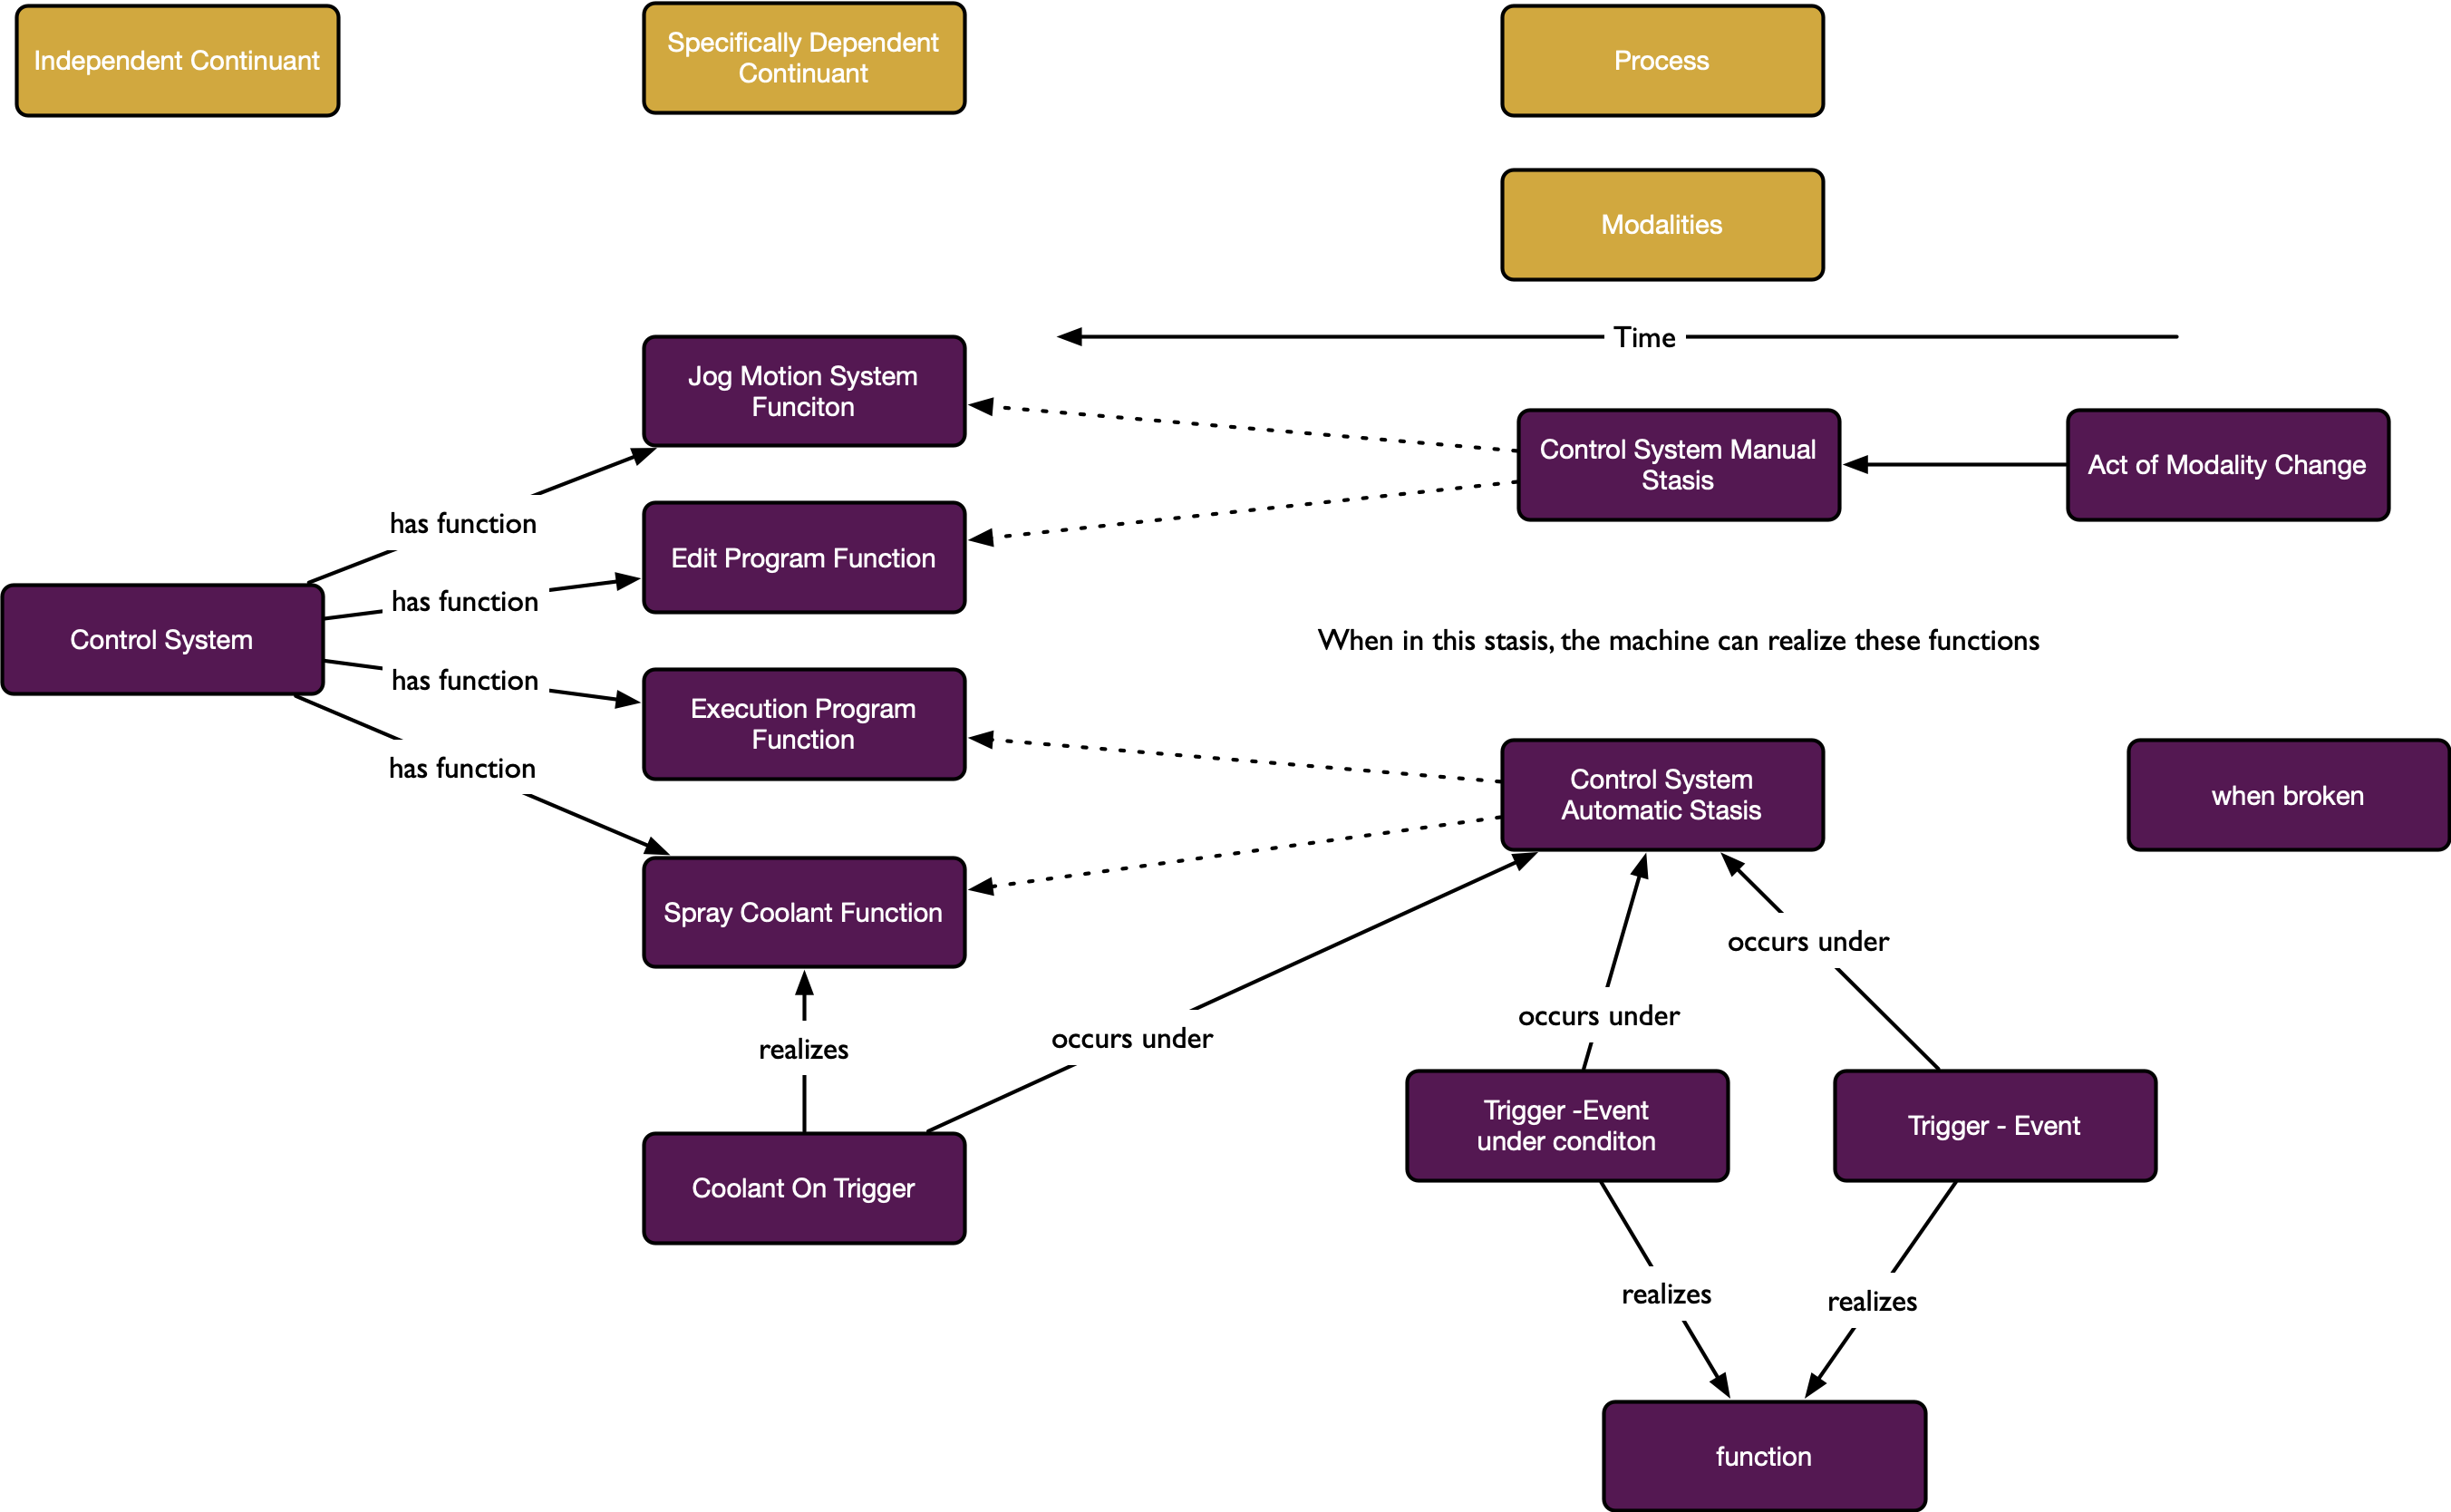 Independent Continuant
Specifically Dependent
Continuant
Process
Modalities
Time
Jog Motion System
Funciton
Control System Manual
Stasis
Act of Modality Change
has function
Edit Program Function
has function
Control System
When in this stasis, the machine can realize these functions
has function
Execution Program
Function
has function
Control System
Automatic Stasis
when broken
Spray Coolant Function
occurs under
occurs under
occurs under
realizes
Trigger -Event
under conditon
Trigger - Event
Coolant On Trigger
realizes
realizes
function